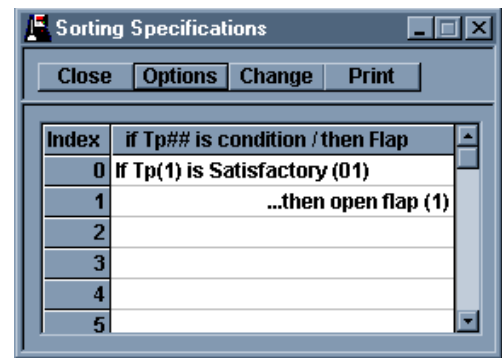 Sorting Specifications
Close Options Change Print
Index if Tp## is condition / then Flap
0 If Tp(1) is Satisfactory (01)
1 ...then open flap (1)
2
3
4
5